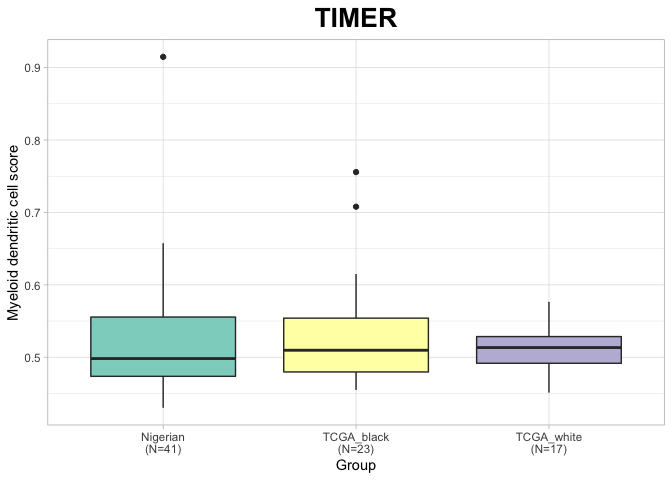 TIMER
Myeloid dendritic cell score
0.9
0.8
0.7
0.6
0.5
Nigerian
(N=41)
TCGA_black
(N=23)
TCGA_white
(N=17)
Group